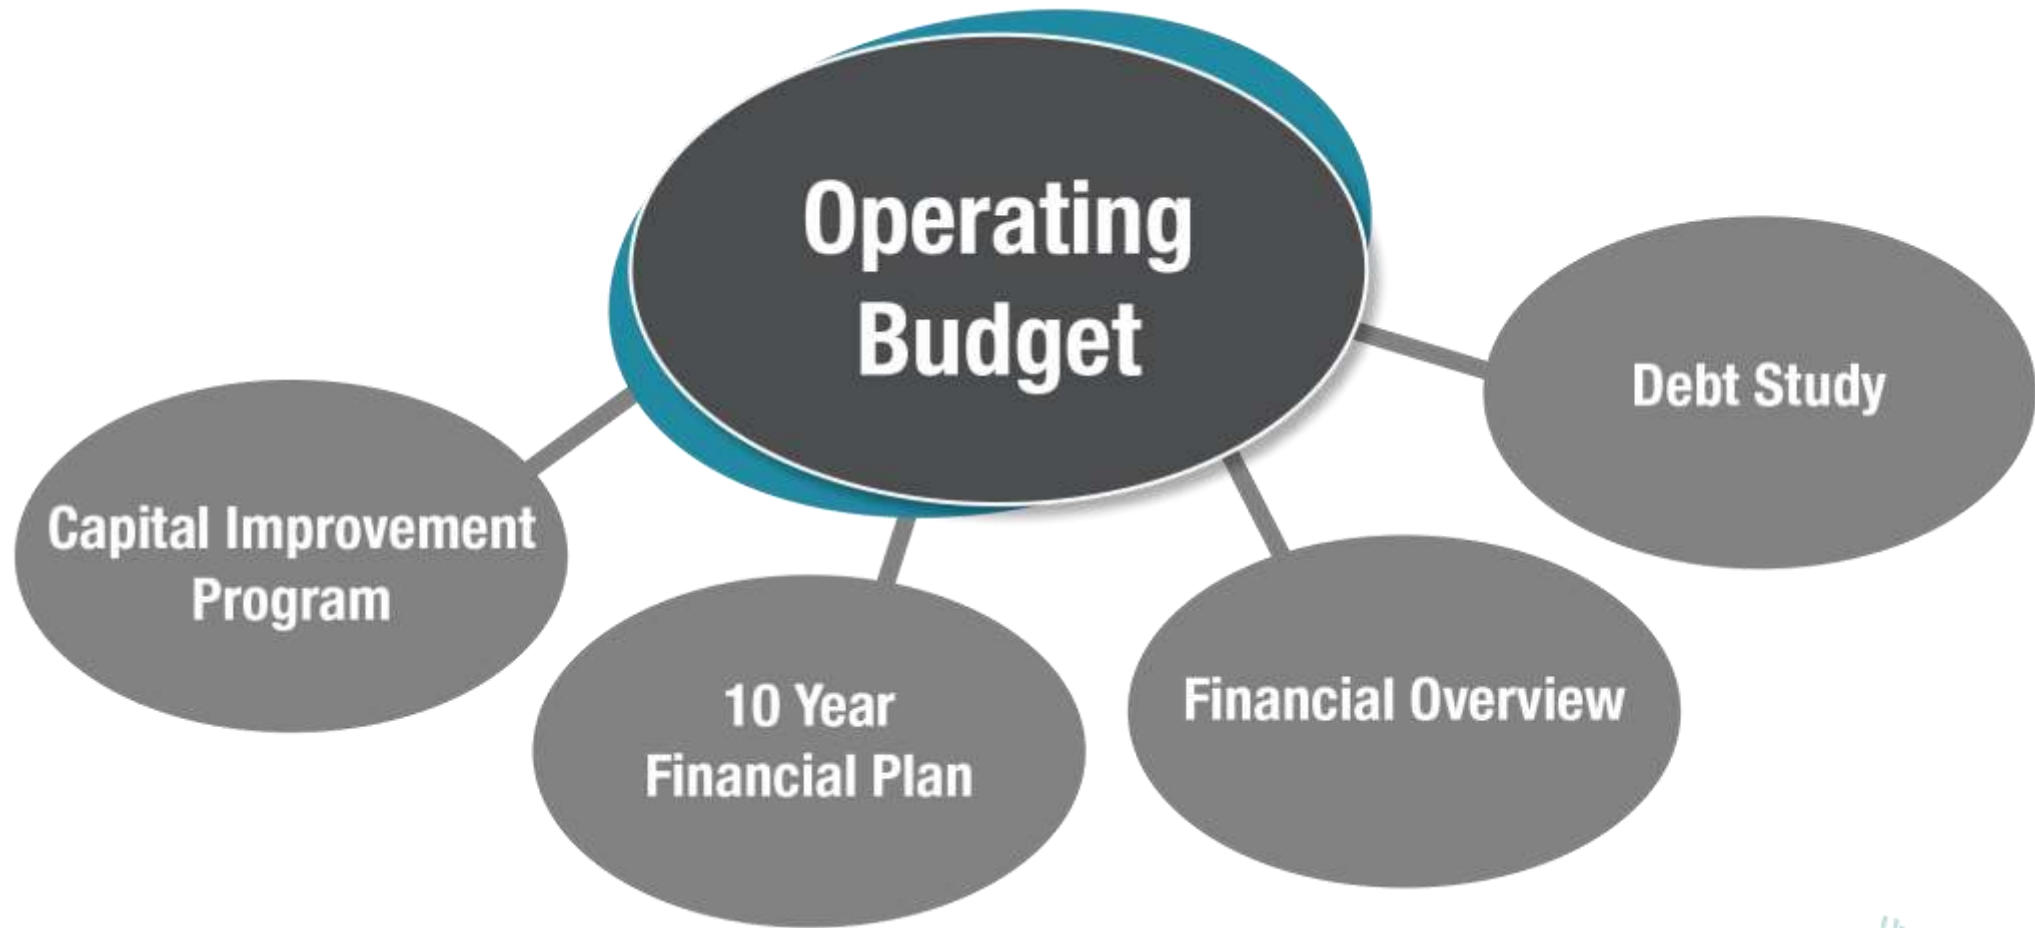 Operating
Budget
Debt Study
Capital Improvement
Program
10 Year
Financial Plan
Financial Overview